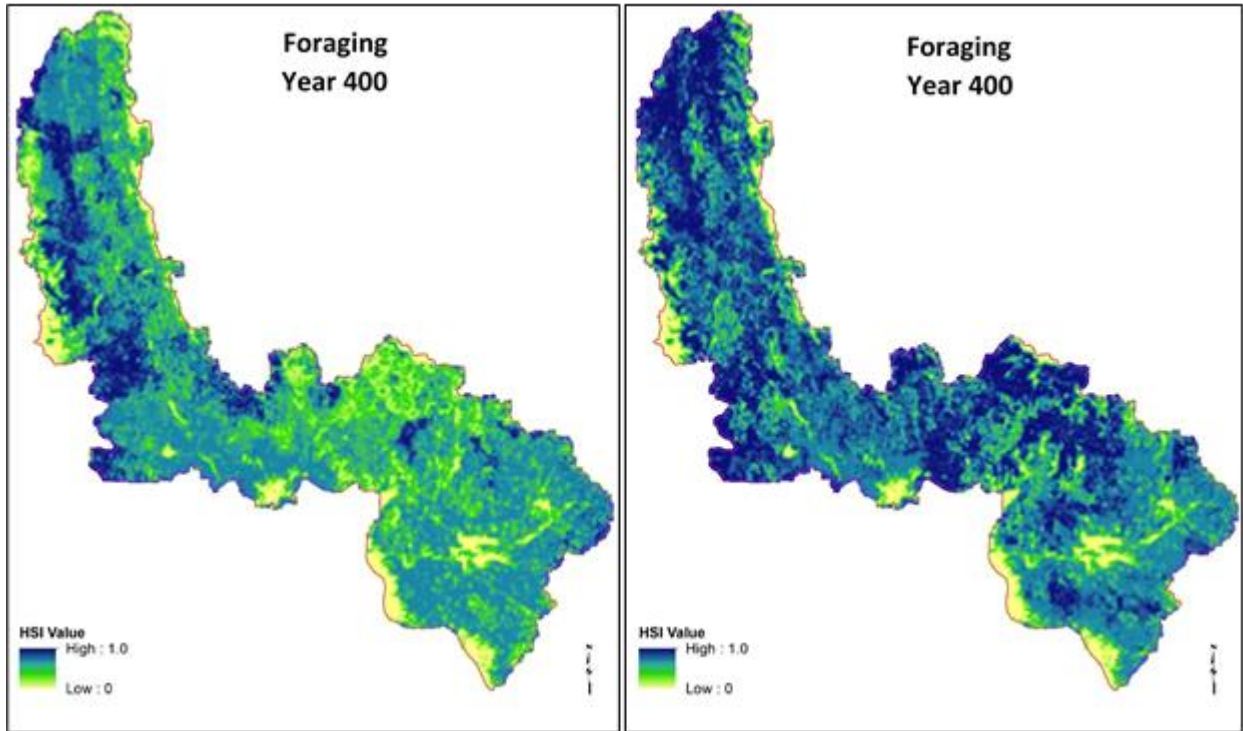 Foraging
Year 400
HSI Value
High : 1.0
Low : 0
Foraging
Year 400
HSI Value
High : 1.0
Low : 0